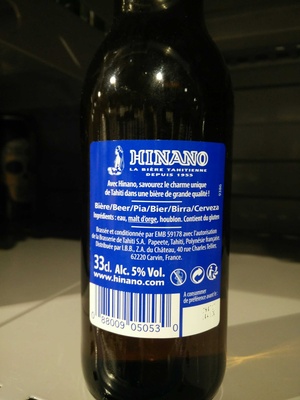 HINANO
LA BIÈRE TAHITIENNE
DEPUIS 1955
Avec Hinano, savourez le charme unique
de Tahiti dans une bière de grande qualité !
Bière/Beer/Pia/Bier/Birra/Cerveza
Ingrédients : eau, malt d'orge, houblon. Contient du gluten
Brassée et conditionnée par EMB 59178 avec l'autorisation
de la Brasserie de Tahiti S.A. Papeete, Tahiti, Polynésie française.
Distribuée par I.B.B., Z.A. du Château, 40 rue Charles Tellier,
62220 Carvin, France.
33cl. Alc. 5% Vol.
www.hinano.com
A consommer
de préférence avant
88009 05053 0